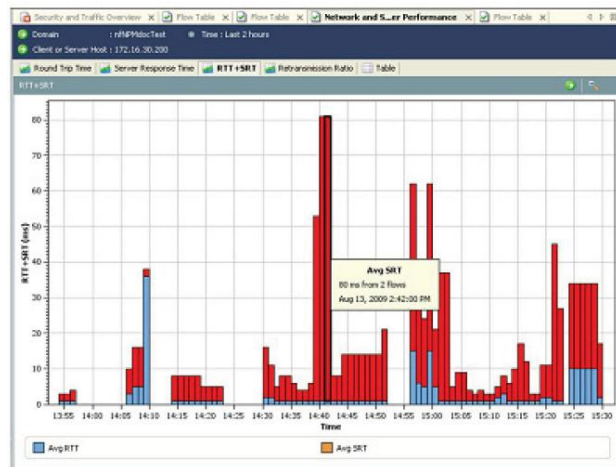 Security and Traffic Overview
Flow Table
Flow Table
Network and S...er Performance
Flow Table
Domain : nfNPMdocTest Time : Last 2 hours
Client or Server Host : 172.16.30.200
Round Trip Time
Server Response Time
RTT+SRT
Retransmission Ratio
Table
RTT+SRT
RTT+SRT (ms)
80
70
60
50
40
30
20
10
0
Avg SRT
80 ms from 2 flows
Aug 13, 2009 2:42:00 PM
13:55 14:00 14:05 14:10 14:15 14:20 14:25 14:30 14:35 14:40 14:45 14:50 14:55 15:00 15:05 15:10 15:15 15:20 15:25 15:30
Time
Avg RTT
Avg SRT